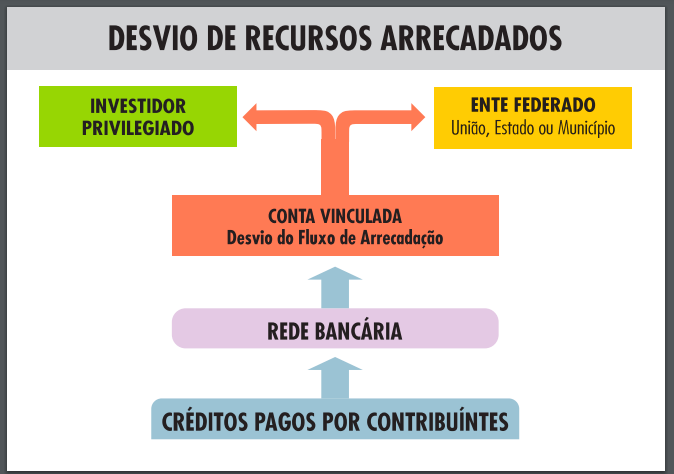 DESVIO DE RECURSOS ARRECADADOS
INVESTIDOR
PRIVILEGIADO
ENTE FEDERADO
União, Estado ou Município
CONTA VINCULADA
Desvio do Fluxo de Arrecadação
REDE BANCÁRIA
CRÉDITOS PAGOS POR CONTRIBUÍNTES